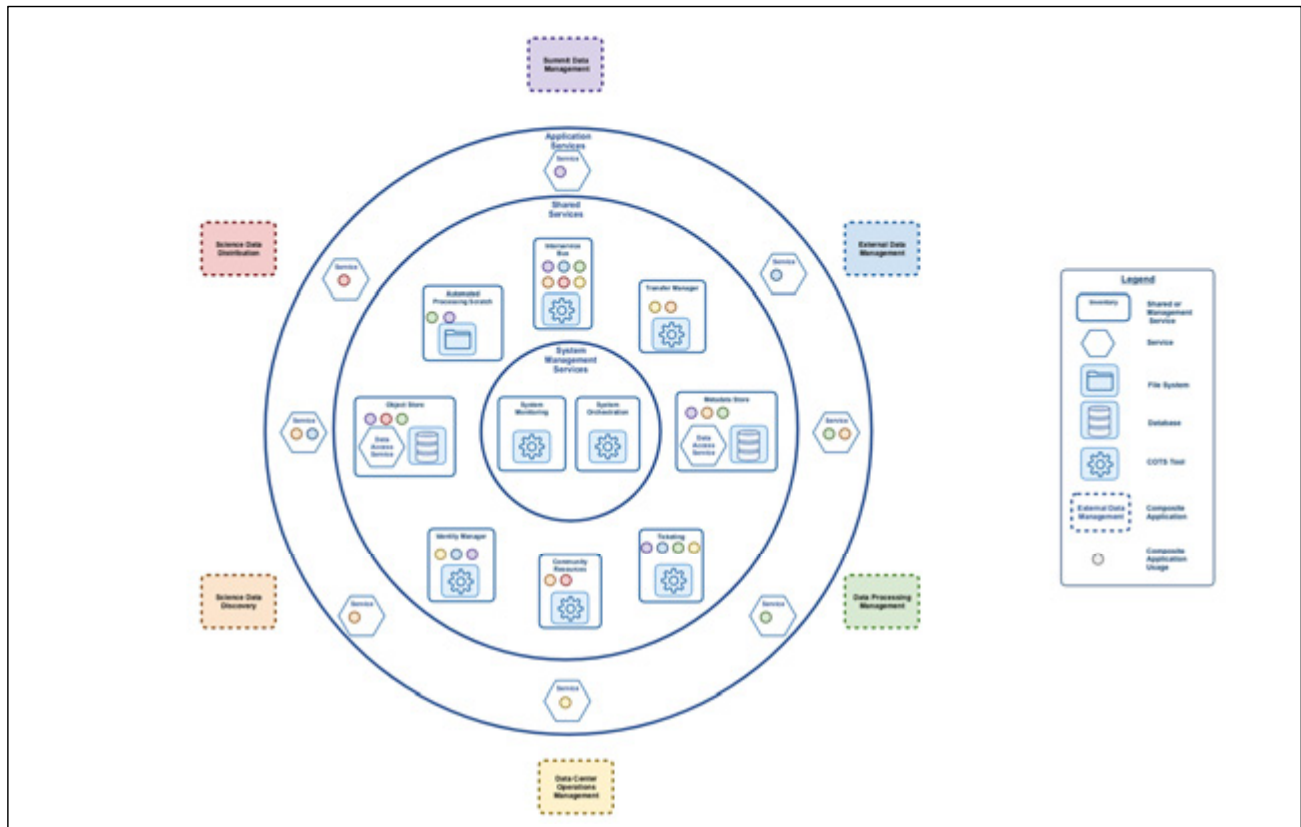 Summit Data
Management
Application
Services
Service
Shared
Services
Science Data
Distribution
External Data
Management
Service
Service
Interservice
Bus
Automated
Processing Scratch
Transfer Manager
System
Management
Services
Object Store
Data
Access
Service
System
Monitoring
System
Orchestration
Metadata Store
Data
Access
Service
Service
Service
Identity Manager
Community
Resources
Ticketing
Science Data
Discovery
Service
Service
Data Processing
Management
Service
Data Center
Operations
Management
Legend
Inventory
Shared or
Management
Service
Service
File System
Database
COTS Tool
External Data
Management
Composite
Application
Composite
Application
Usage